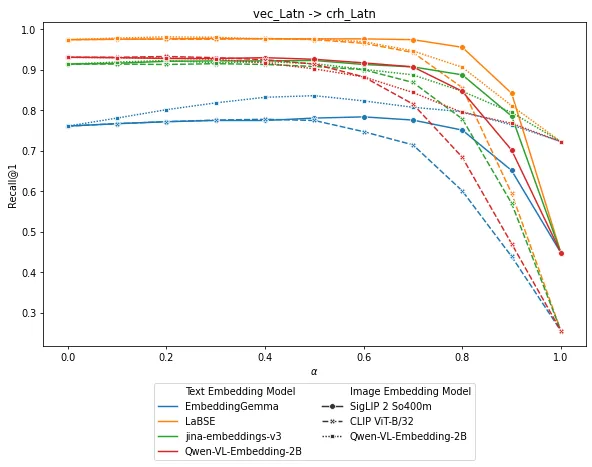 vec_Latn -> crh_Latn
Recall@1
1.0
0.9
0.8
0.7
0.6
0.5
0.4
0.3
0.0 0.2 0.4 0.6 0.8 1.0
α
Text Embedding Model
EmbeddingGemma
LaBSE
jina-embeddings-v3
Qwen-VL-Embedding-2B
Image Embedding Model
SigLIP 2 So400m
CLIP ViT-B/32
Qwen-VL-Embedding-2B